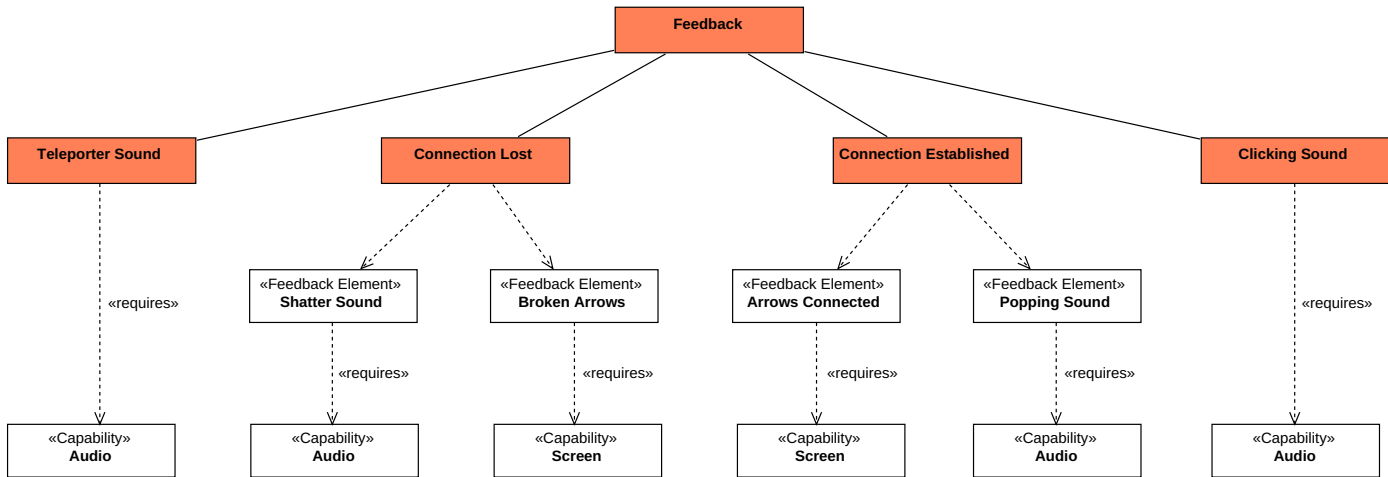 Feedback
Teleporter Sound
Connection Lost
Connection Established
Clicking Sound
«Feedback Element»
Shatter Sound
«Feedback Element»
Broken Arrows
«Feedback Element»
Arrows Connected
«Feedback Element»
Popping Sound
«requires»
«requires»
«requires»
«requires»
«requires»
«requires»
«Capability»
Audio
«Capability»
Audio
«Capability»
Screen
«Capability»
Screen
«Capability»
Audio
«Capability»
Audio